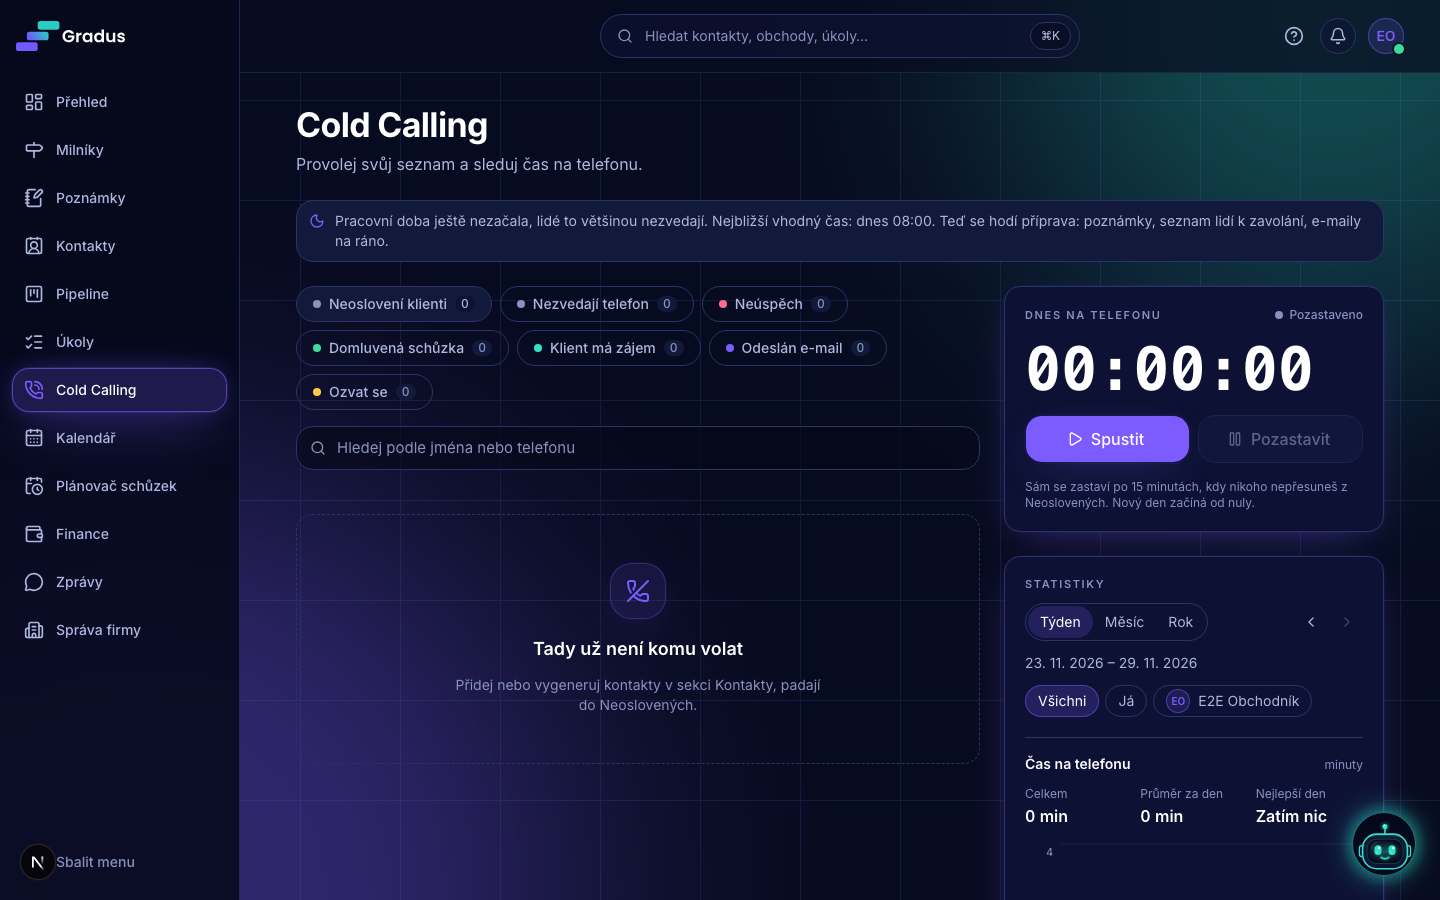 Gradus
Hledat kontakty, obchody, úkoly...
⌘K
EO
Přehled
Milníky
Poznámky
Kontakty
Pipeline
Úkoly
Cold Calling
Kalendář
Plánovač schůzek
Finance
Zprávy
Správa firmy
N
Sbalit menu
Cold Calling
Provolej svůj seznam a sleduj čas na telefonu.
Pracovní doba ještě nezačala, lidé to většinou nezvedají. Nejbližší vhodný čas: dnes 08:00. Teď se hodí příprava: poznámky, seznam lidí k zavolání, e-maily
na ráno.
Neoslovení klienti 0
Nezvedají telefon 0
Neúspěch 0
Domluvená schůzka 0
Klient má zájem 0
Odeslán e-mail 0
Ozvat se 0
Hledej podle jména nebo telefonu
Tady už není komu volat
Přidej nebo vygeneruj kontakty v sekci Kontakty, padají
do Neoslovených.
DNES NA TELEFONU
Pozastaveno
00:00:00
Spustit
Pozastavit
Sám se zastaví po 15 minutách, kdy nikoho nepřesuneš z
Neoslovených. Nový den začíná od nuly.
STATISTIKY
Týden
Měsíc
Rok
23. 11. 2026 – 29. 11. 2026
Všichni
Já
EO E2E Obchodník
Čas na telefonu
minuty
Celkem
Průměr za den
Nejlepší den
0 min
0 min
Zatím nic
4